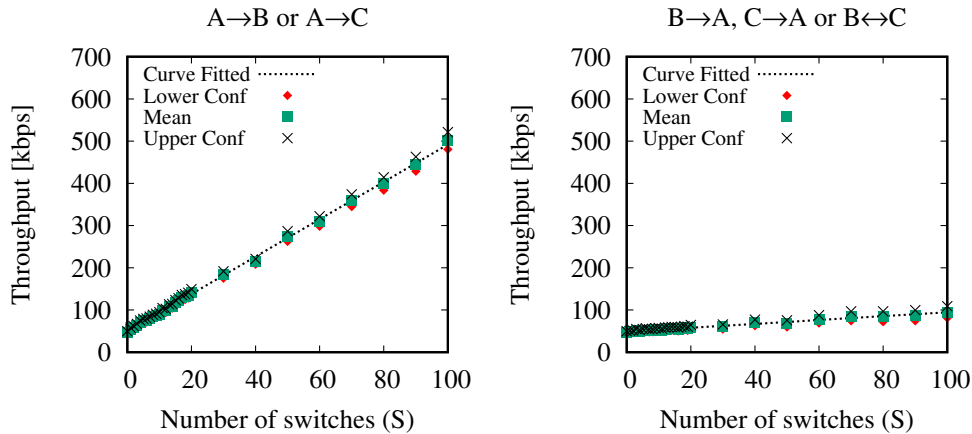 A→B or A→C
Throughput [kbps]
700
600
500
400
300
200
100
0
Curve Fitted
Lower Conf
Mean
Upper Conf
0 20 40 60 80 100
Number of switches (S)
B→A, C→A or B↔C
Throughput [kbps]
700
600
500
400
300
200
100
0
Curve Fitted
Lower Conf
Mean
Upper Conf
0 20 40 60 80 100
Number of switches (S)